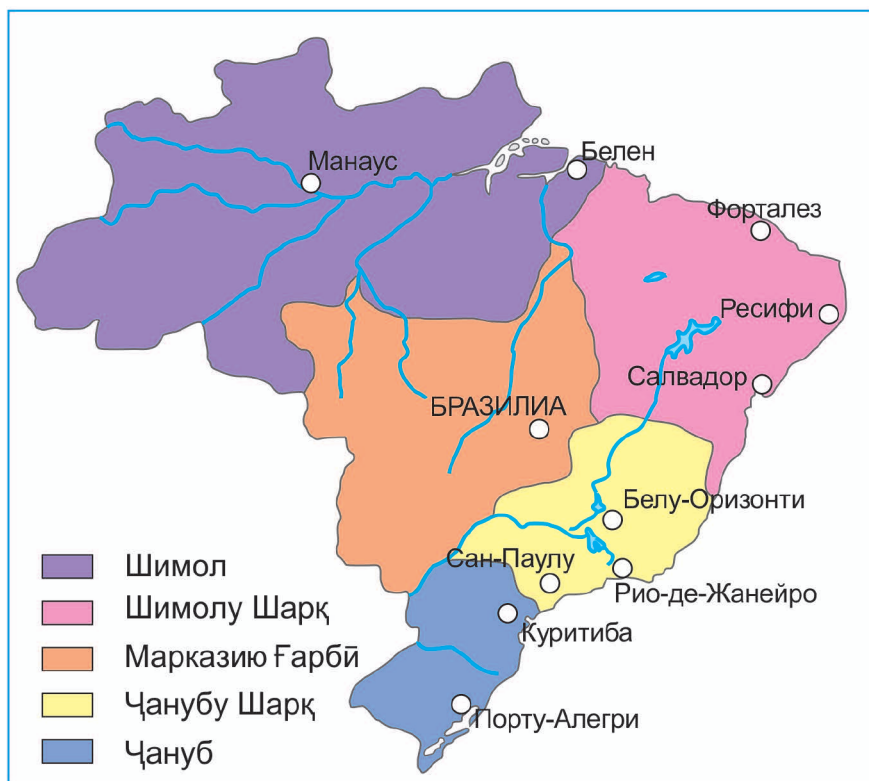 Манаус
Белен
Форталез
Ресифи
Салвадор
БРАЗИЛИА
Белу-Оризонти
Сан-Паулу
Рио-де-Жанейро
Куритиба
Порту-Алегри
Шимол
Шимолу Шарқ
Марказию Ғарбӣ
Ҷанубу Шарқ
Ҷануб